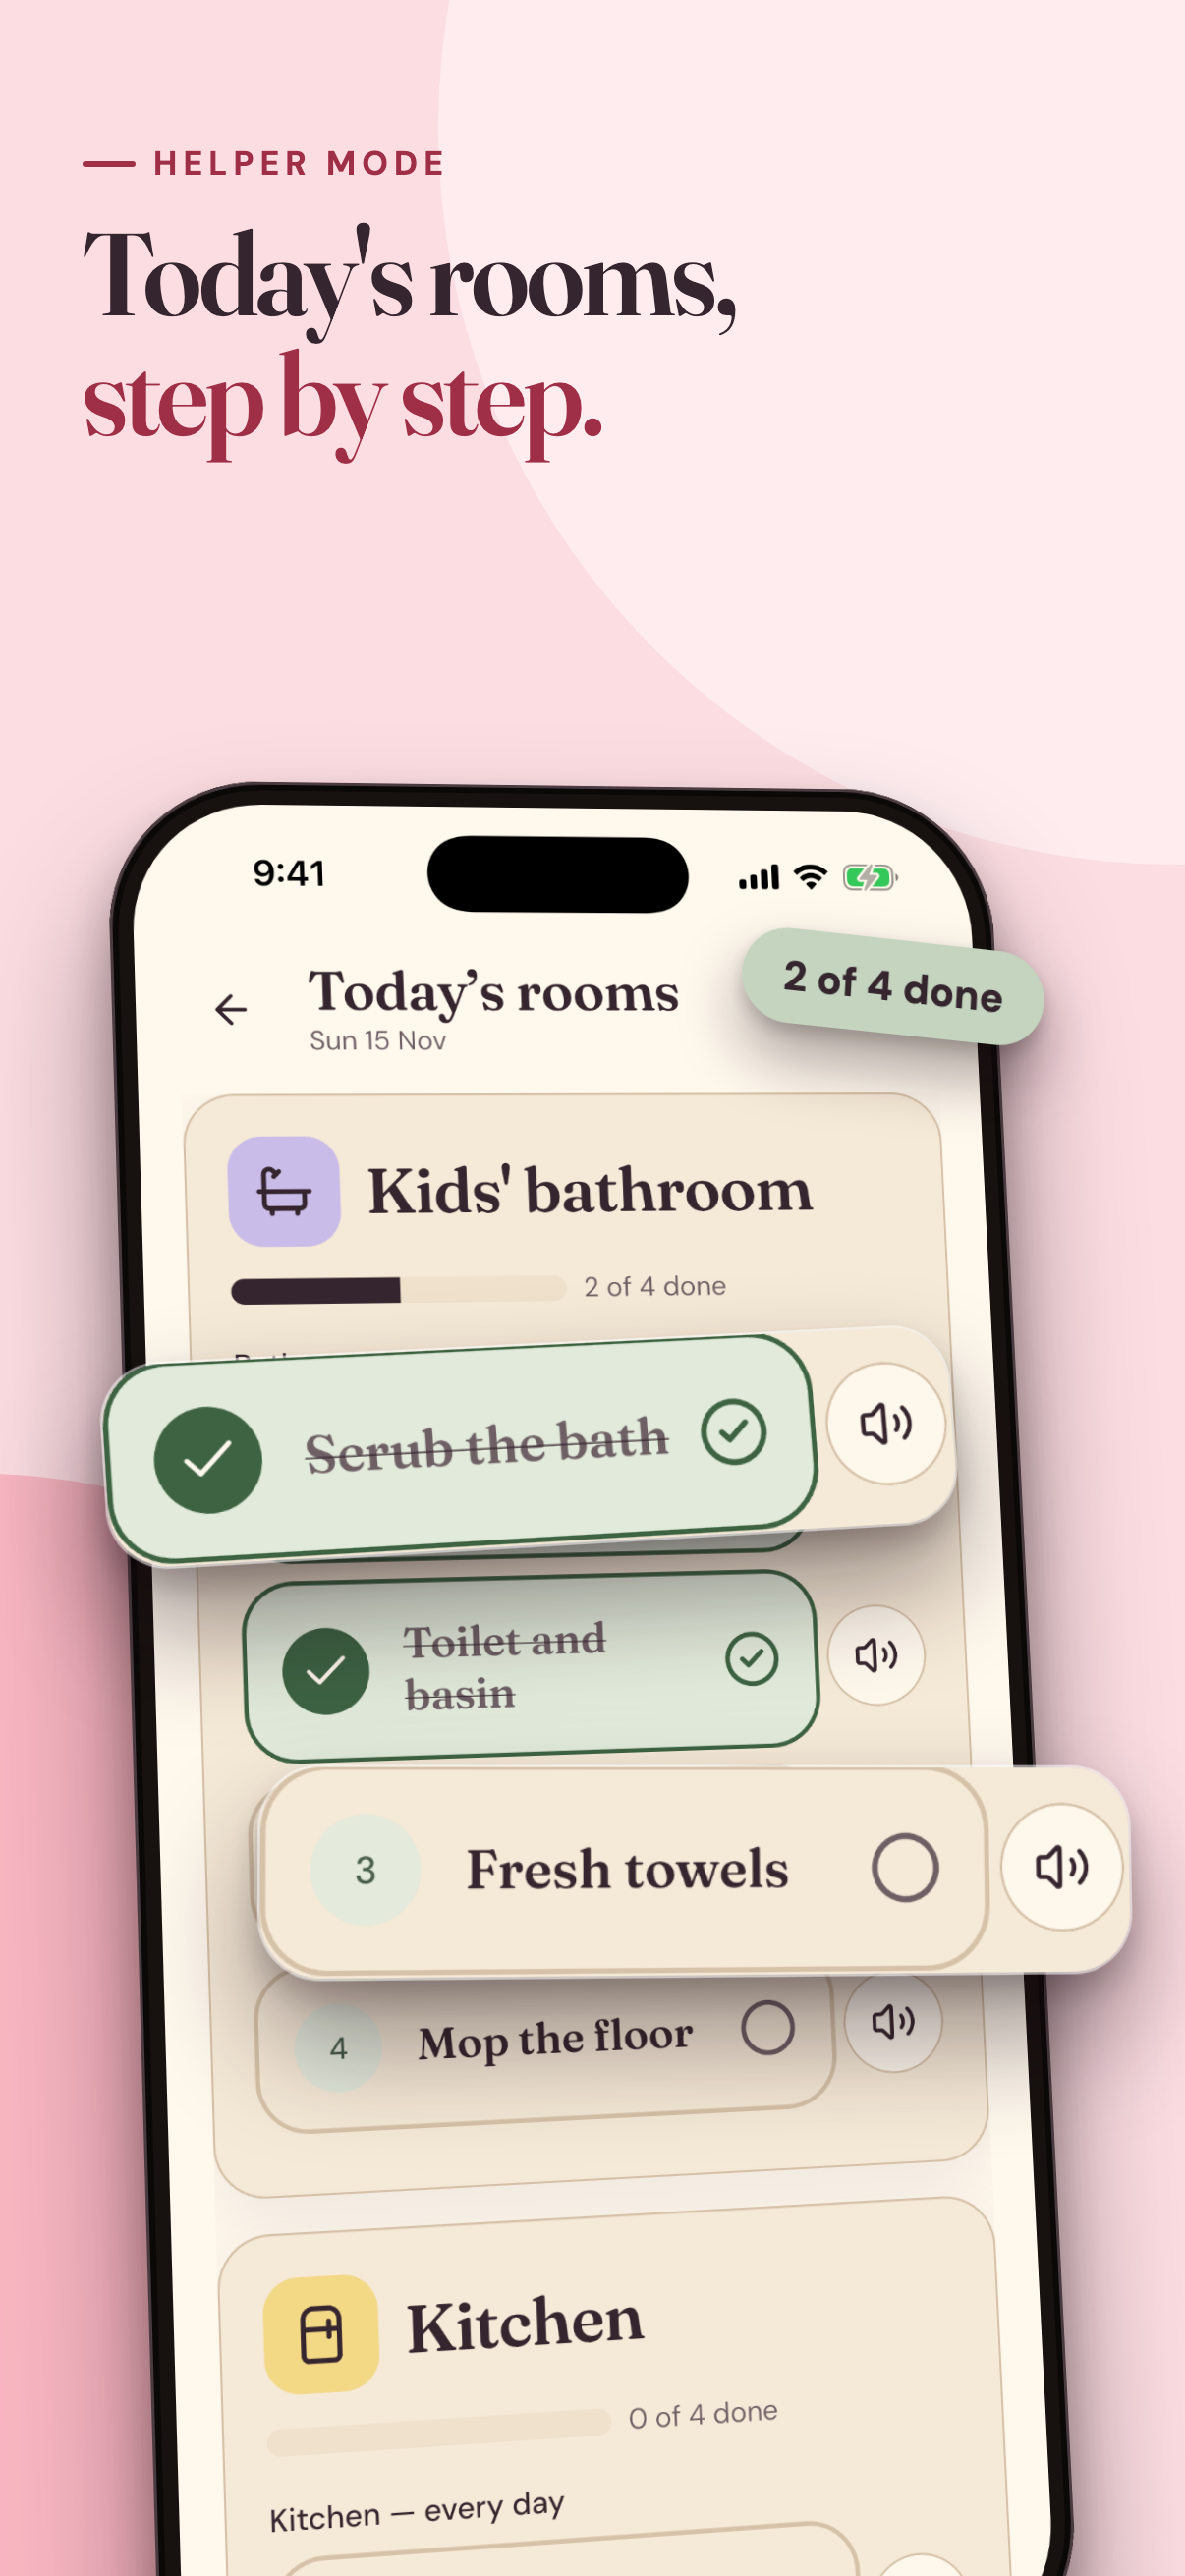 HELPER MODE
Today's rooms,
step by step.
9:41
Today’s rooms
Sun 15 Nov
2 of 4 done
Kids' bathroom
2 of 4 done
Scrub the bath
Toilet and
basin
3
Fresh towels
4
Mop the floor
Kitchen
0 of 4 done
Kitchen — every day